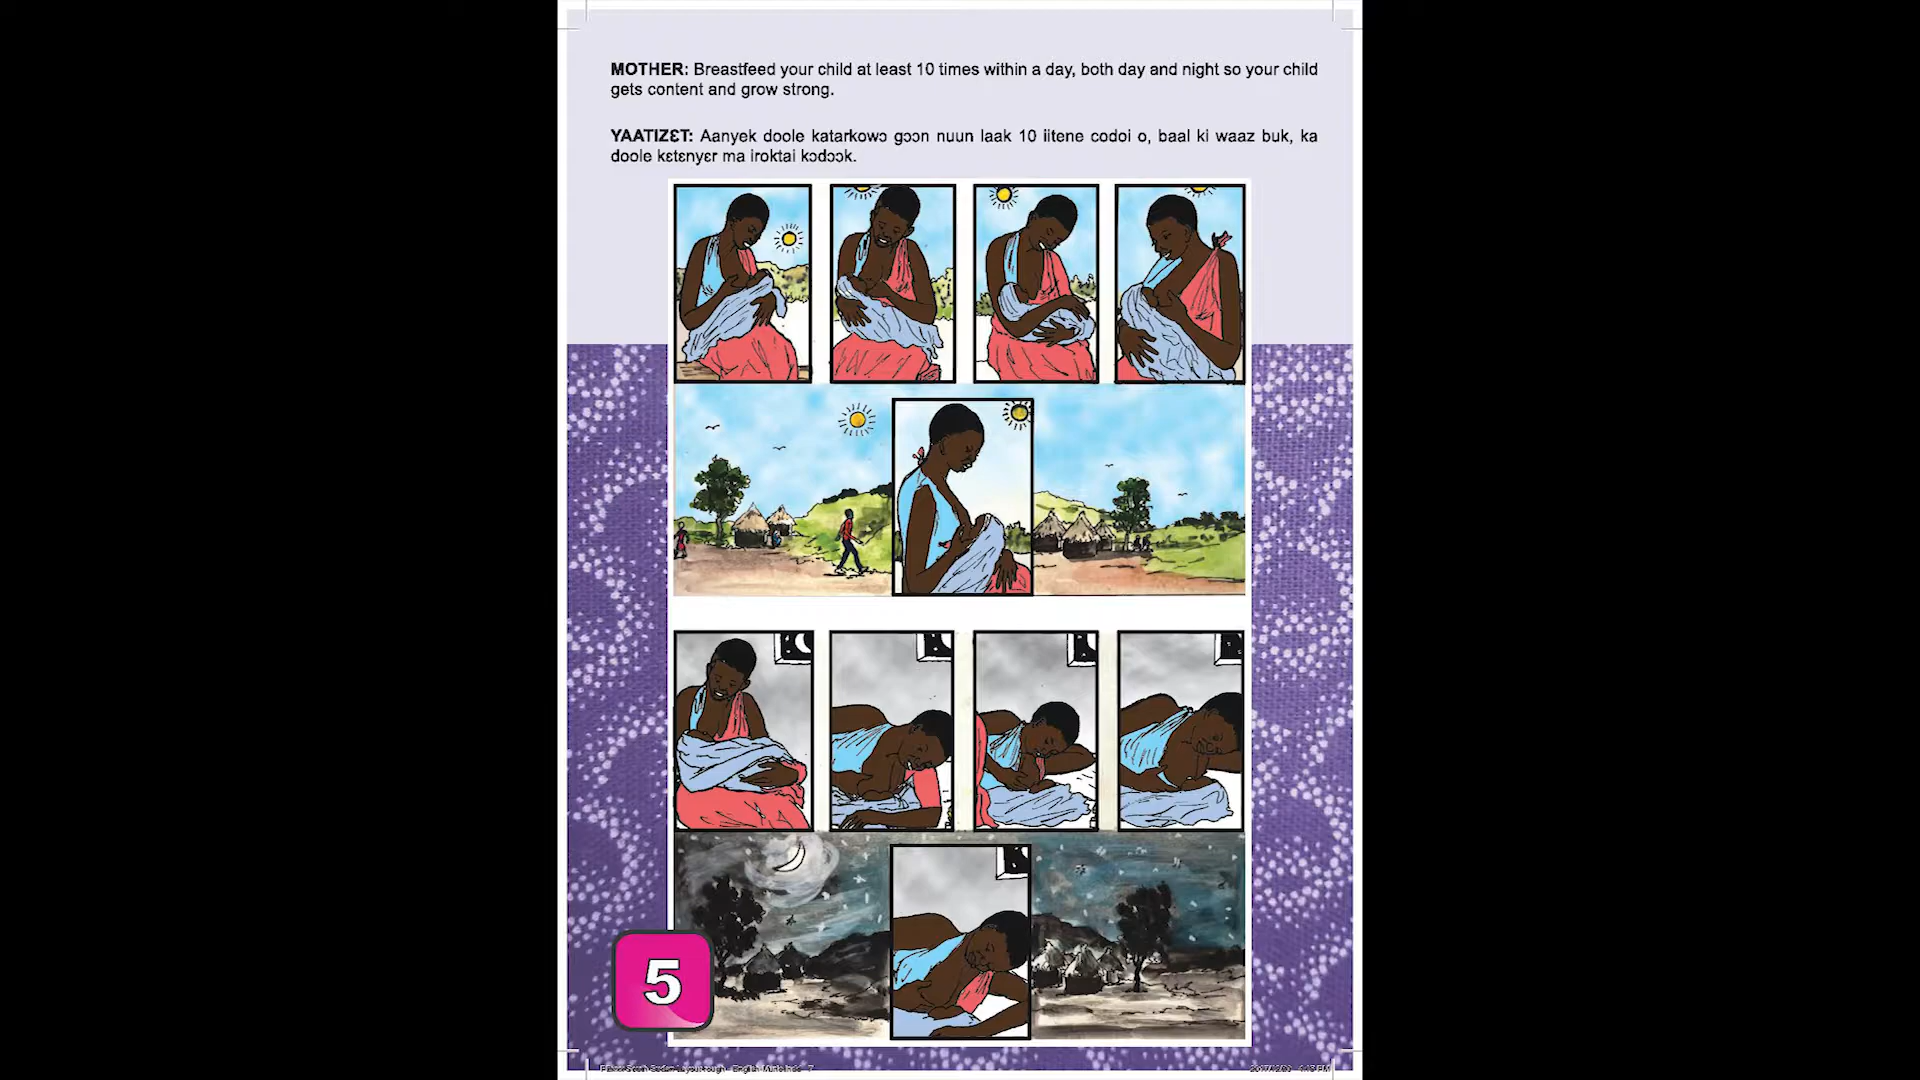 MOTHER: Breastfeed your child at least 10 times within a day, both day and night so your child
gets content and grow strong.
YAATIZƐT: Aanyek doole katarkowɔ gɔɔn nuun laak 10 iitene codoi o, baal ki waaz buk, ka
doole kɛtɛnyɛr ma iroktai kɔdɔɔk.
5